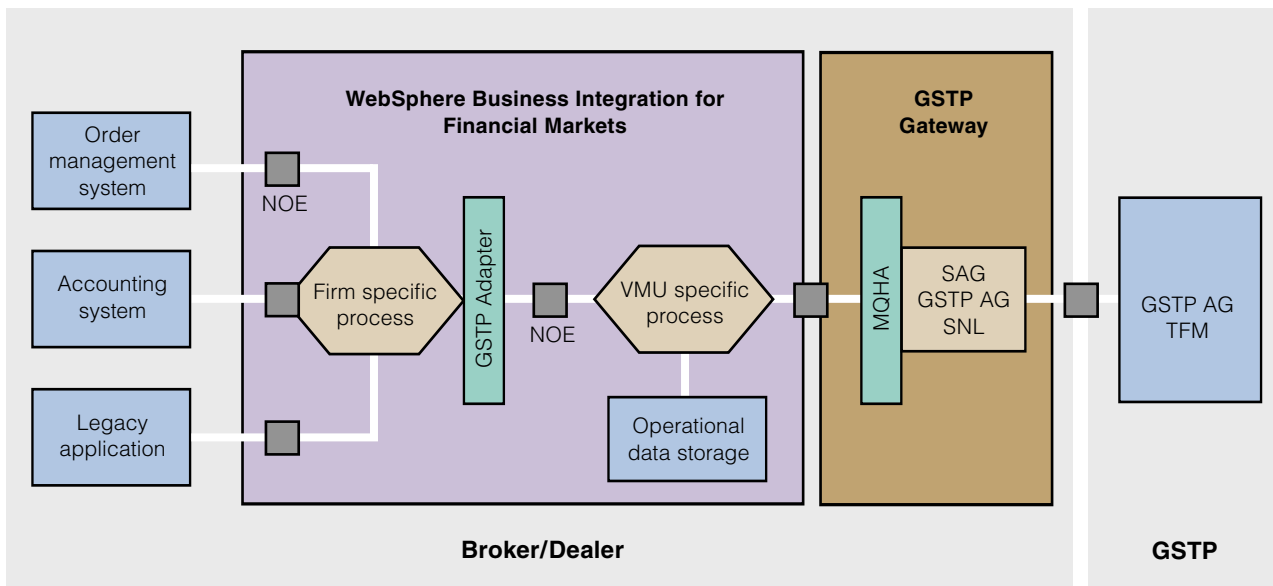 WebSphere Business Integration for
Financial Markets
GSTP
Gateway
Order
management
system
NOE
Accounting
system
Firm specific
process
GSTP Adapter
NOE
VMU specific
process
MQHA
SAG
GSTP AG
SNL
GSTP AG
TFM
Legacy
application
Operational
data storage
Broker/Dealer
GSTP